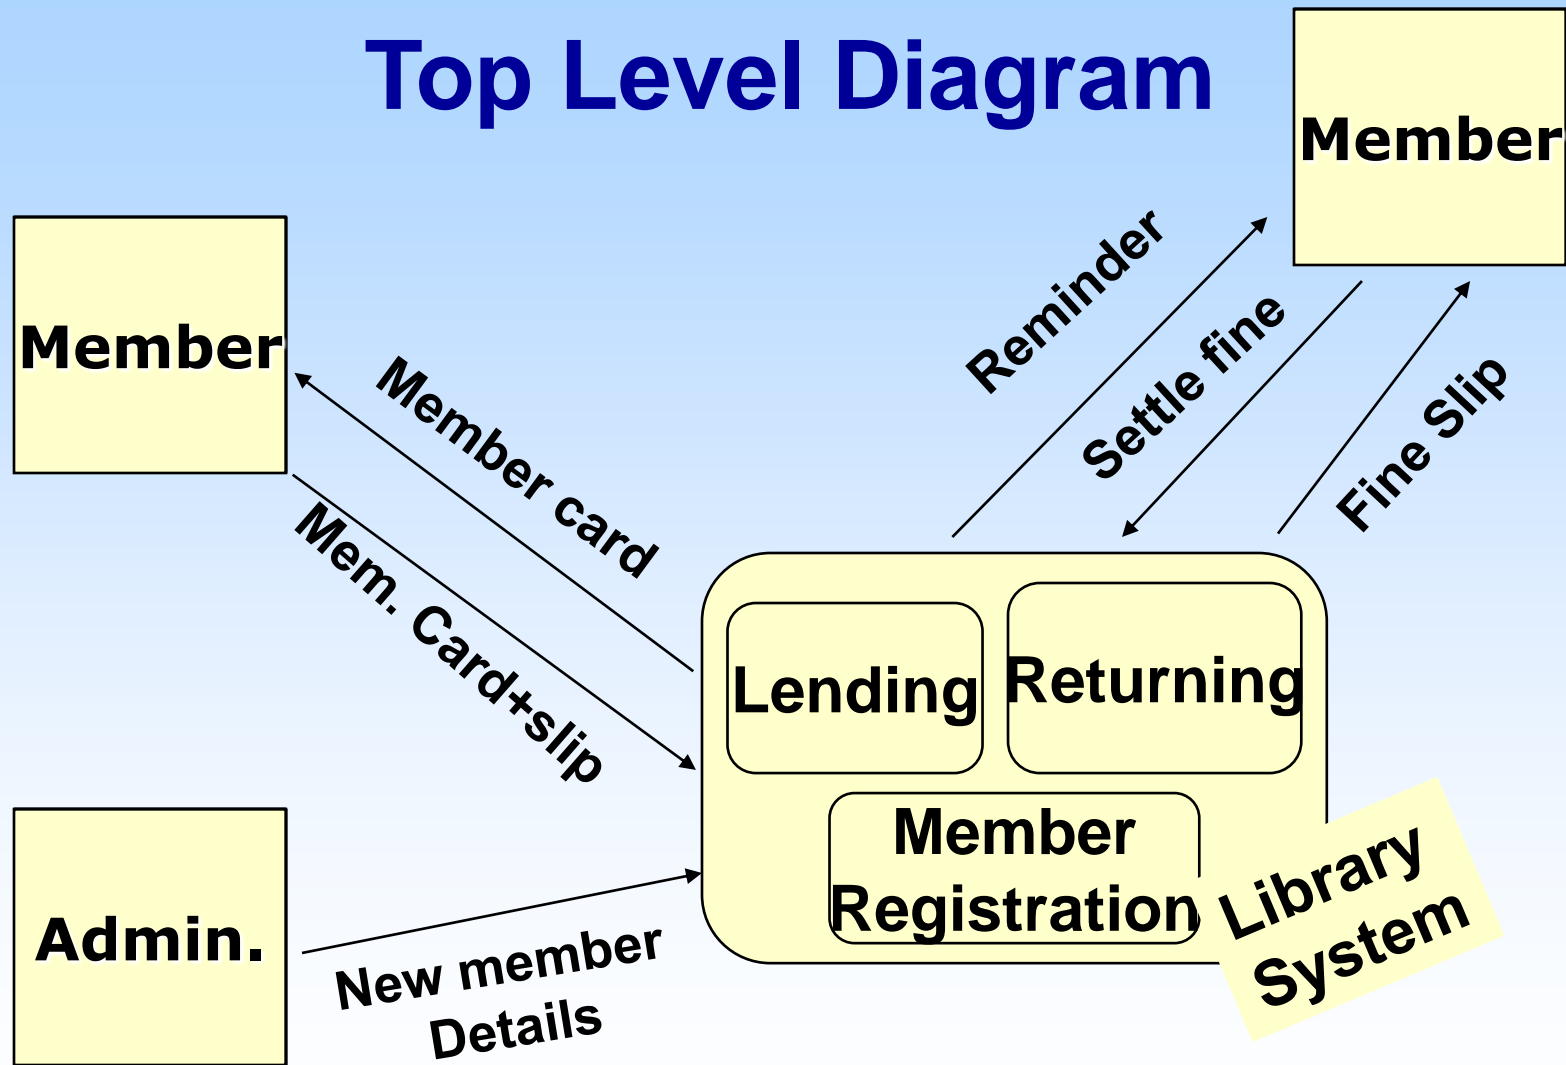 Top Level Diagram
Member
Member
Reminder
Settle fine
Fine Slip
Member card
Mem. Card+slip
Lending
Returning
Member
Registration
Library
System
Admin.
New member
Details